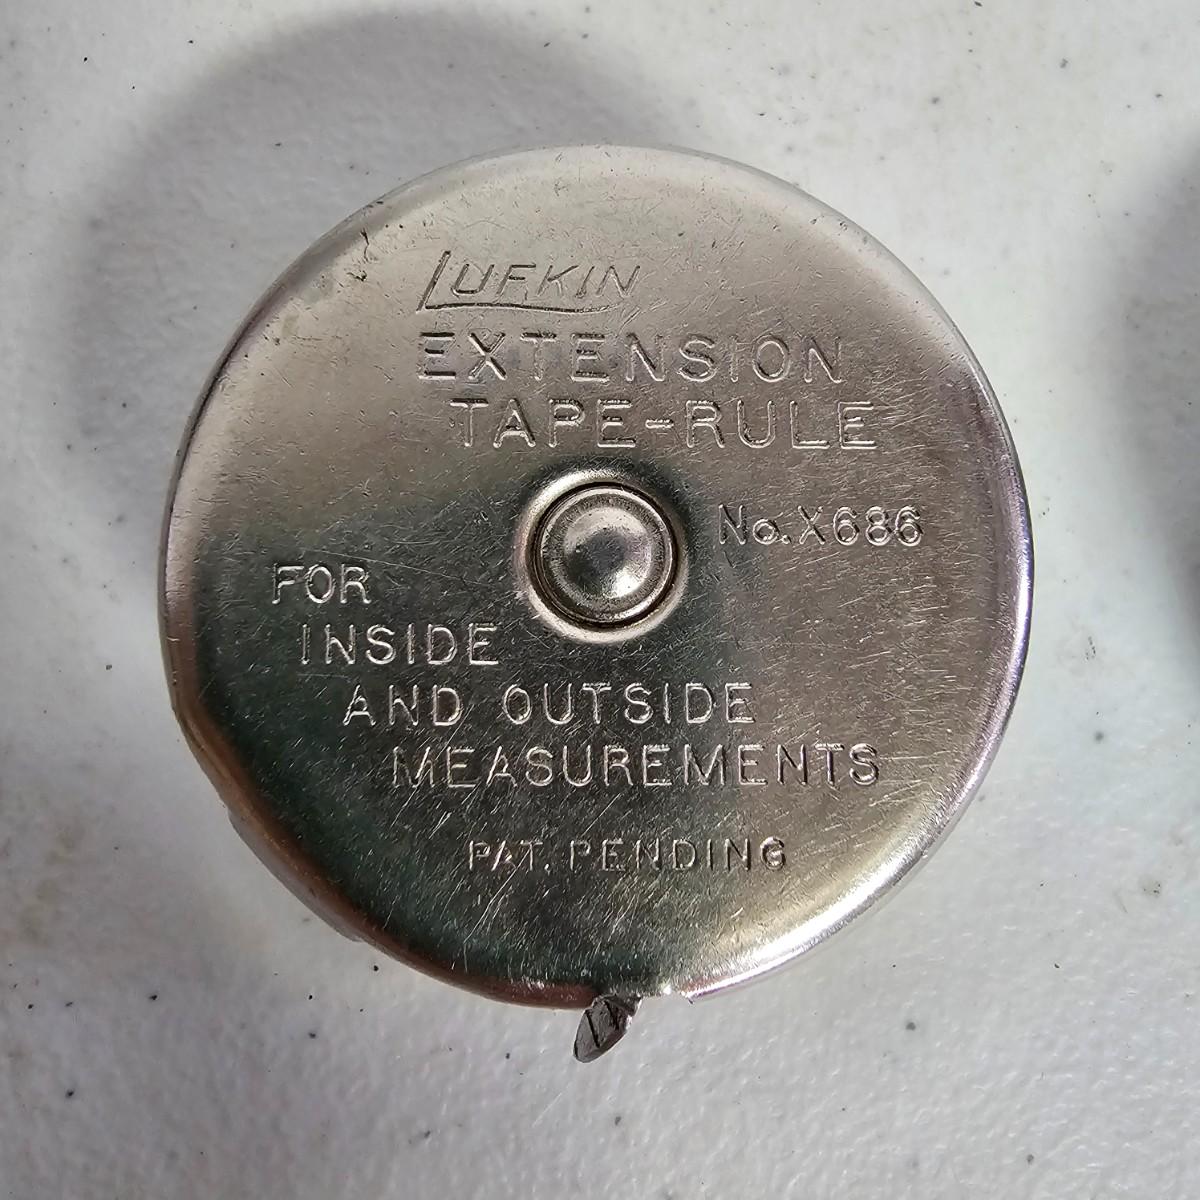 LUFKIN
EXTENSION
TAPE-RULE
No. X686
FOR
INSIDE
AND OUTSIDE
MEASUREMENTS
PAT. PENDING